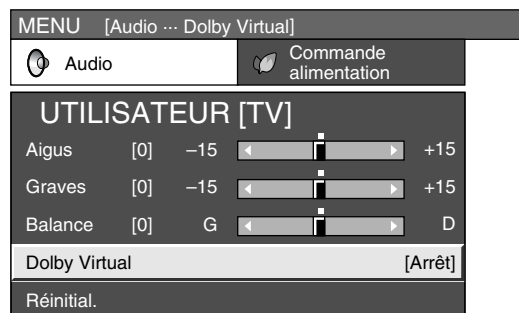 MENU [Audio ··· Dolby Virtual]
Audio
Commande
alimentation
UTILISATEUR [TV]
Aigus [0] –15 +15
Graves [0] –15 +15
Balance [0] G D
Dolby Virtual [Arrêt]
Réinitial.